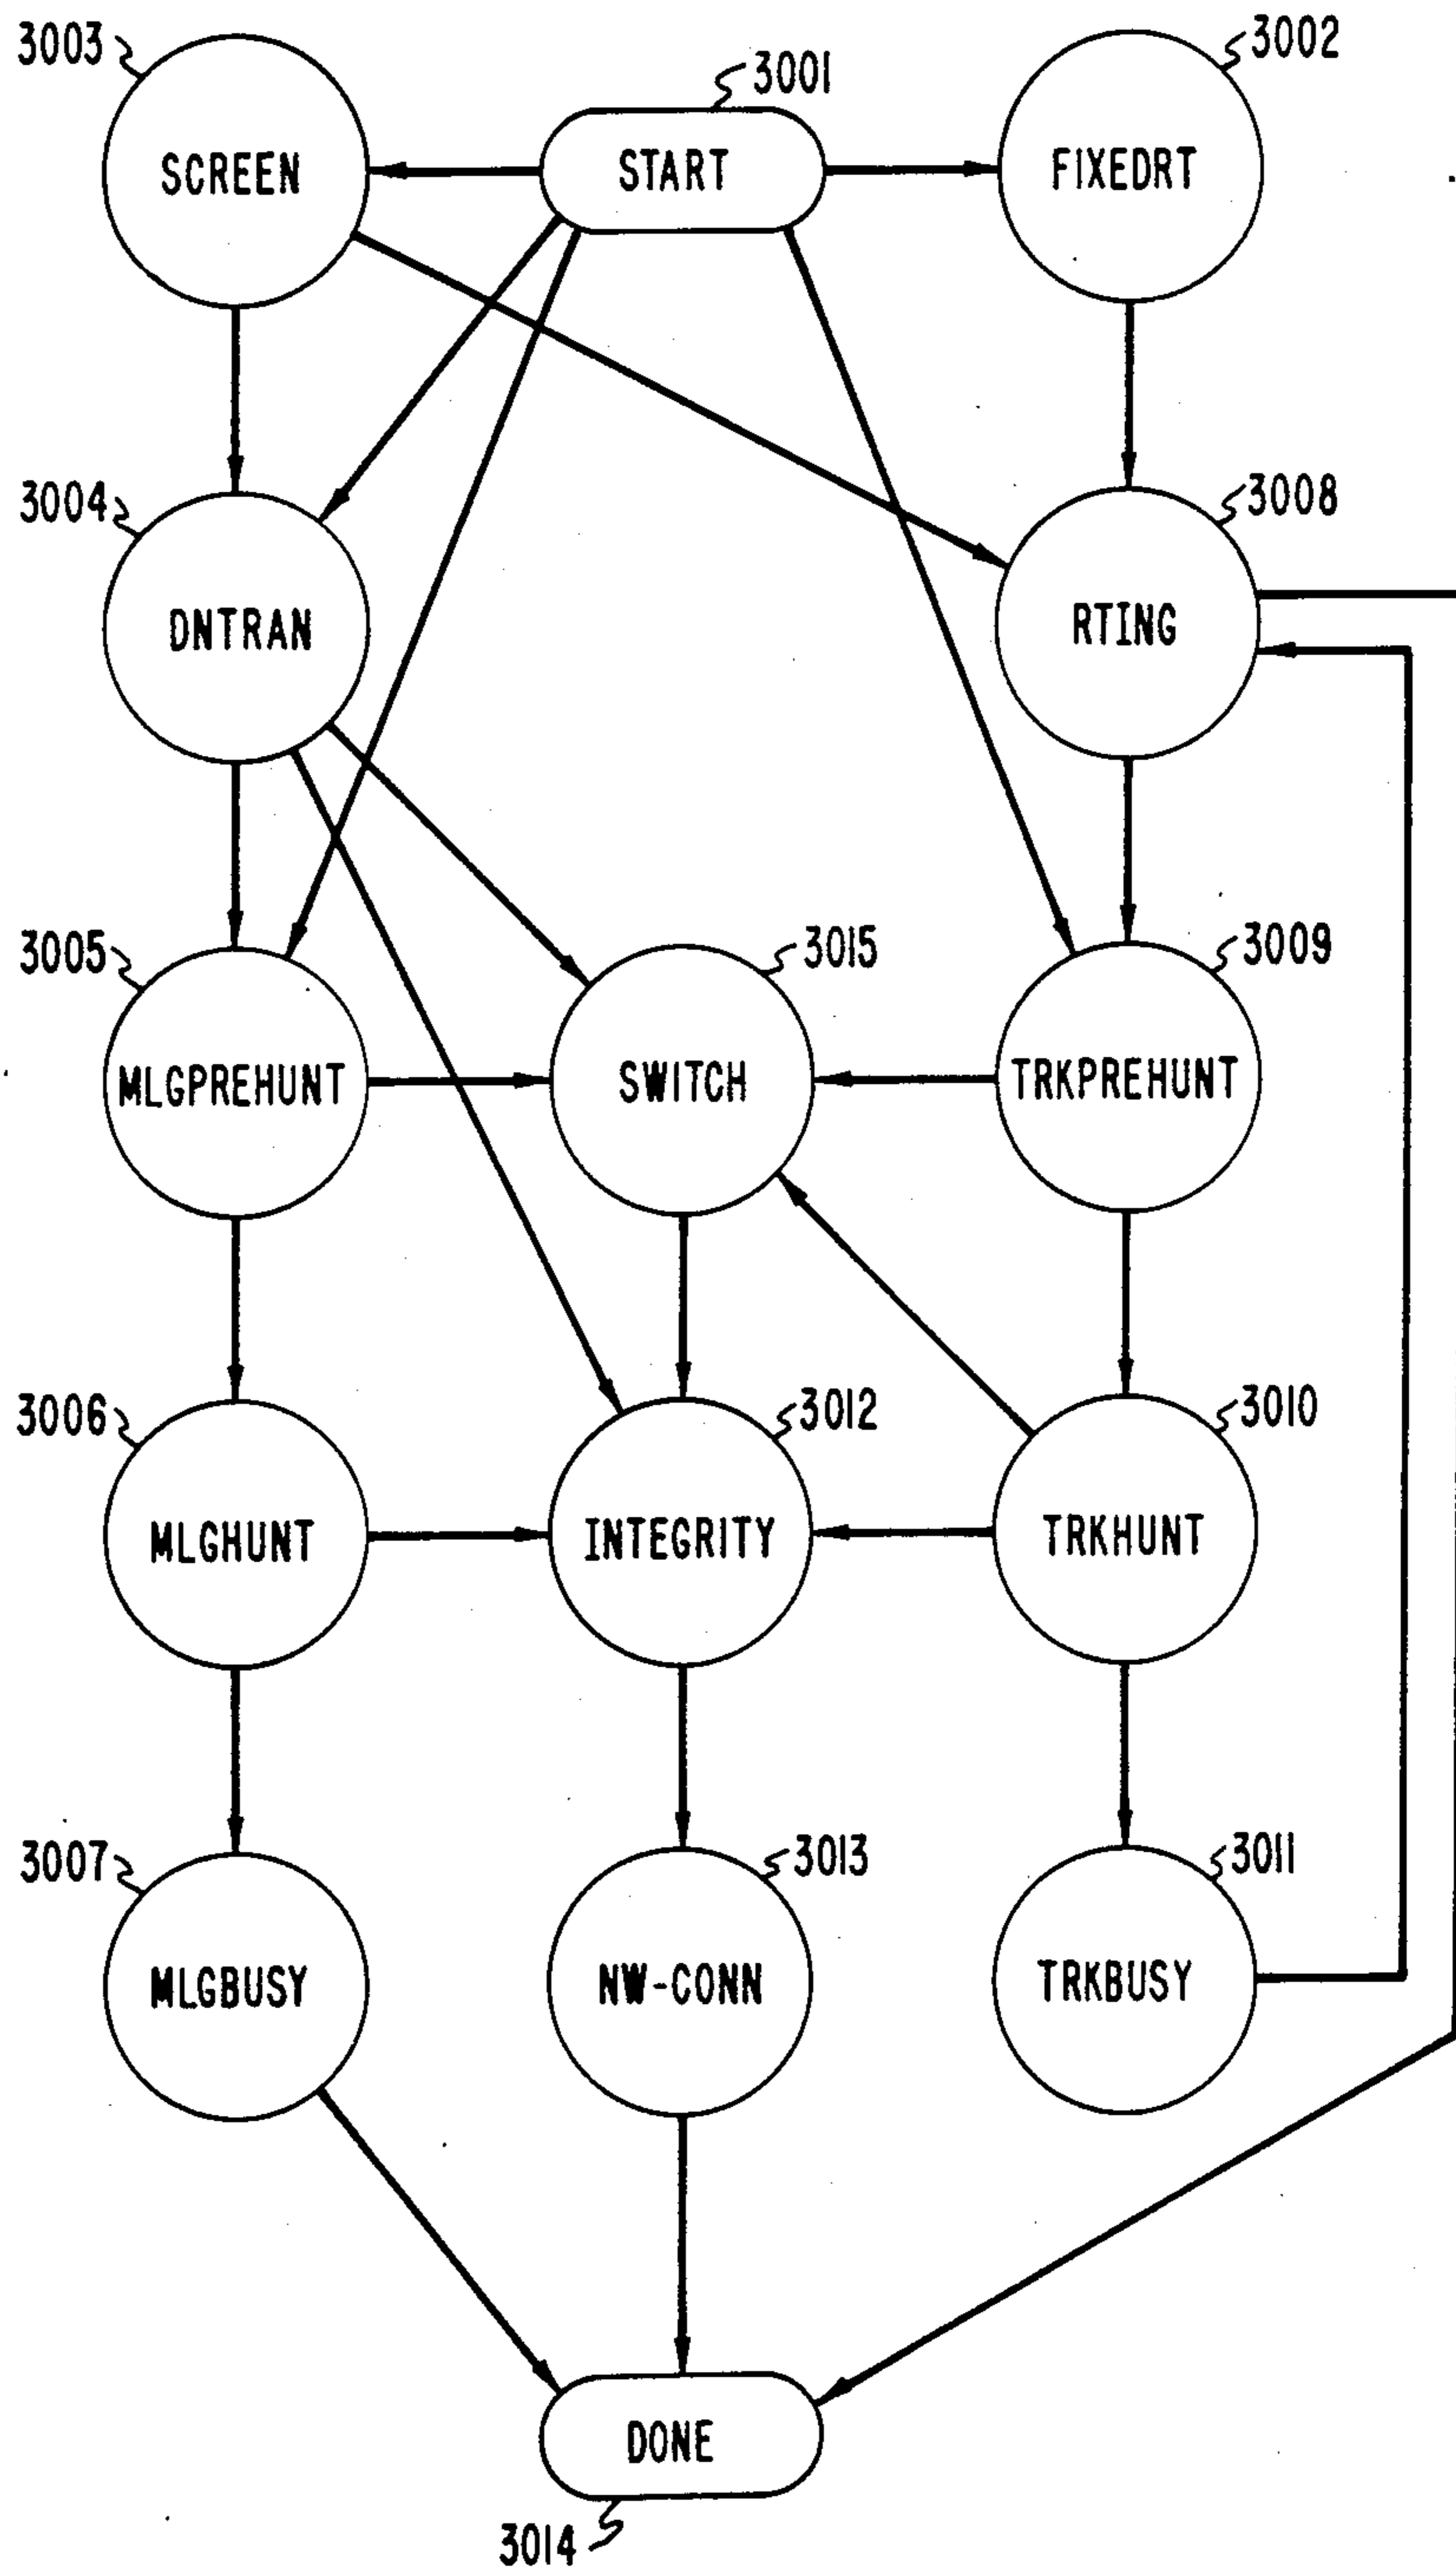 3003
3001
3002
SCREEN
START
FIXEDRT
3004
3008
DNTRAN
RTING
3005
3015
3009
MLGPREHUNT
SWITCH
TRKPREHUNT
3006
3012
3010
MLGHUNT
INTEGRITY
TRKHUNT
3007
3013
3011
MLGBUSY
NW-CONN
TRKBUSY
DONE
3014